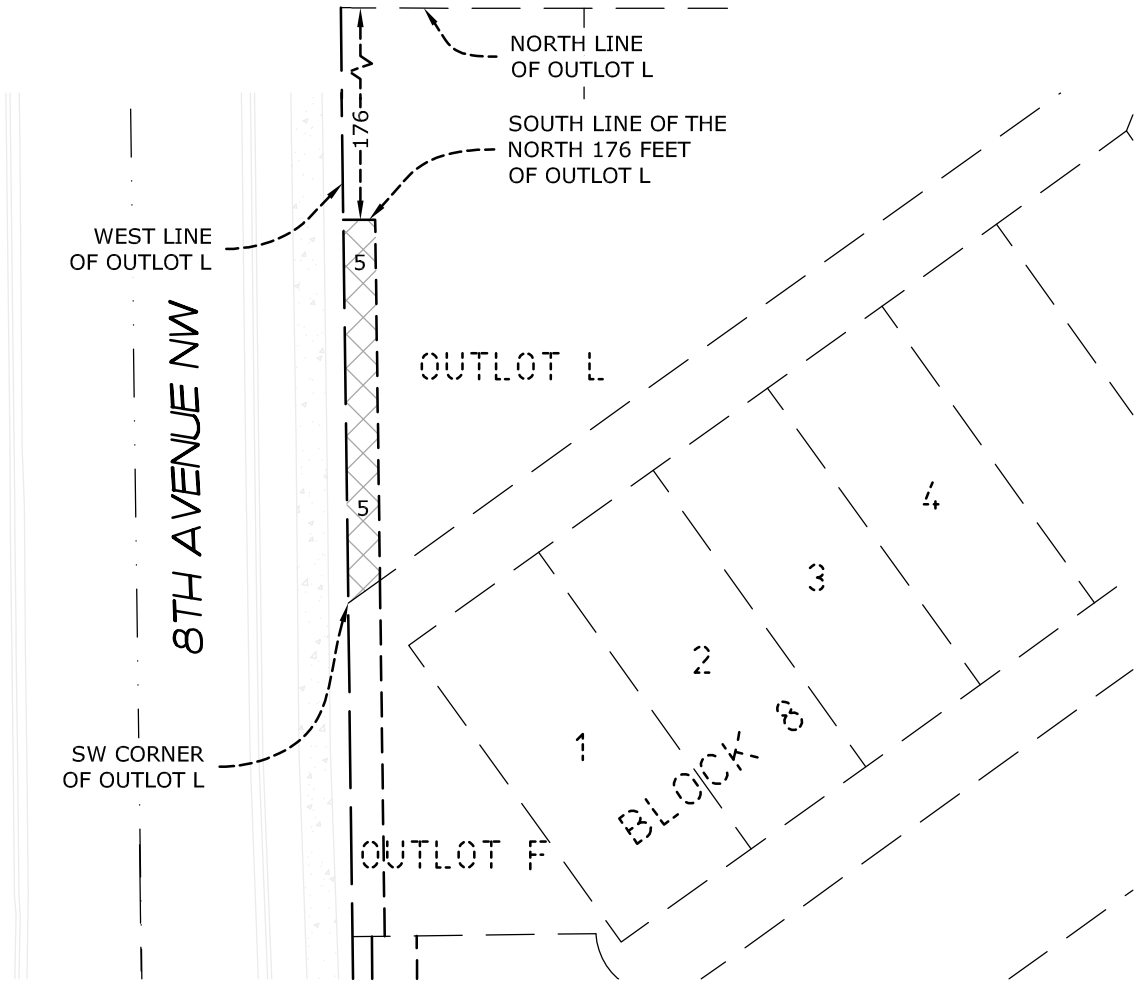 NORTH LINE
OF OUTLOT L
176
SOUTH LINE OF THE
NORTH 176 FEET
OF OUTLOT L
WEST LINE
OF OUTLOT L
5
8TH AVENUE NW
OUTLOT L
5
4
3
2
1
BLOCK 8
SW CORNER
OF OUTLOT L
OUTLOT F